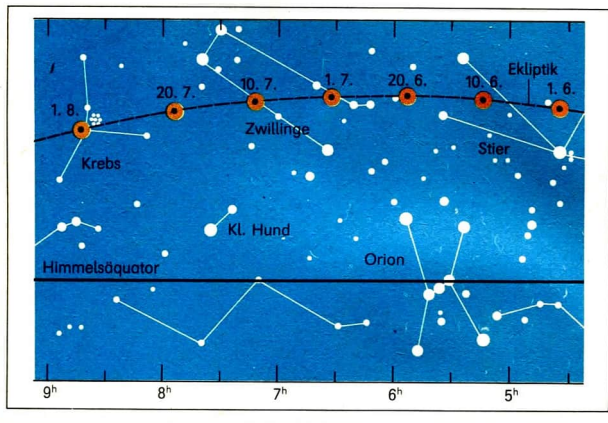 Ekliptik
1. 8.
20. 7.
10. 7.
1. 7.
20. 6.
10. 6.
1. 6.
Zwillinge
Stier
Krebs
Kl. Hund
Orion
Himmelsäquator
9h
8h
7h
6h
5h